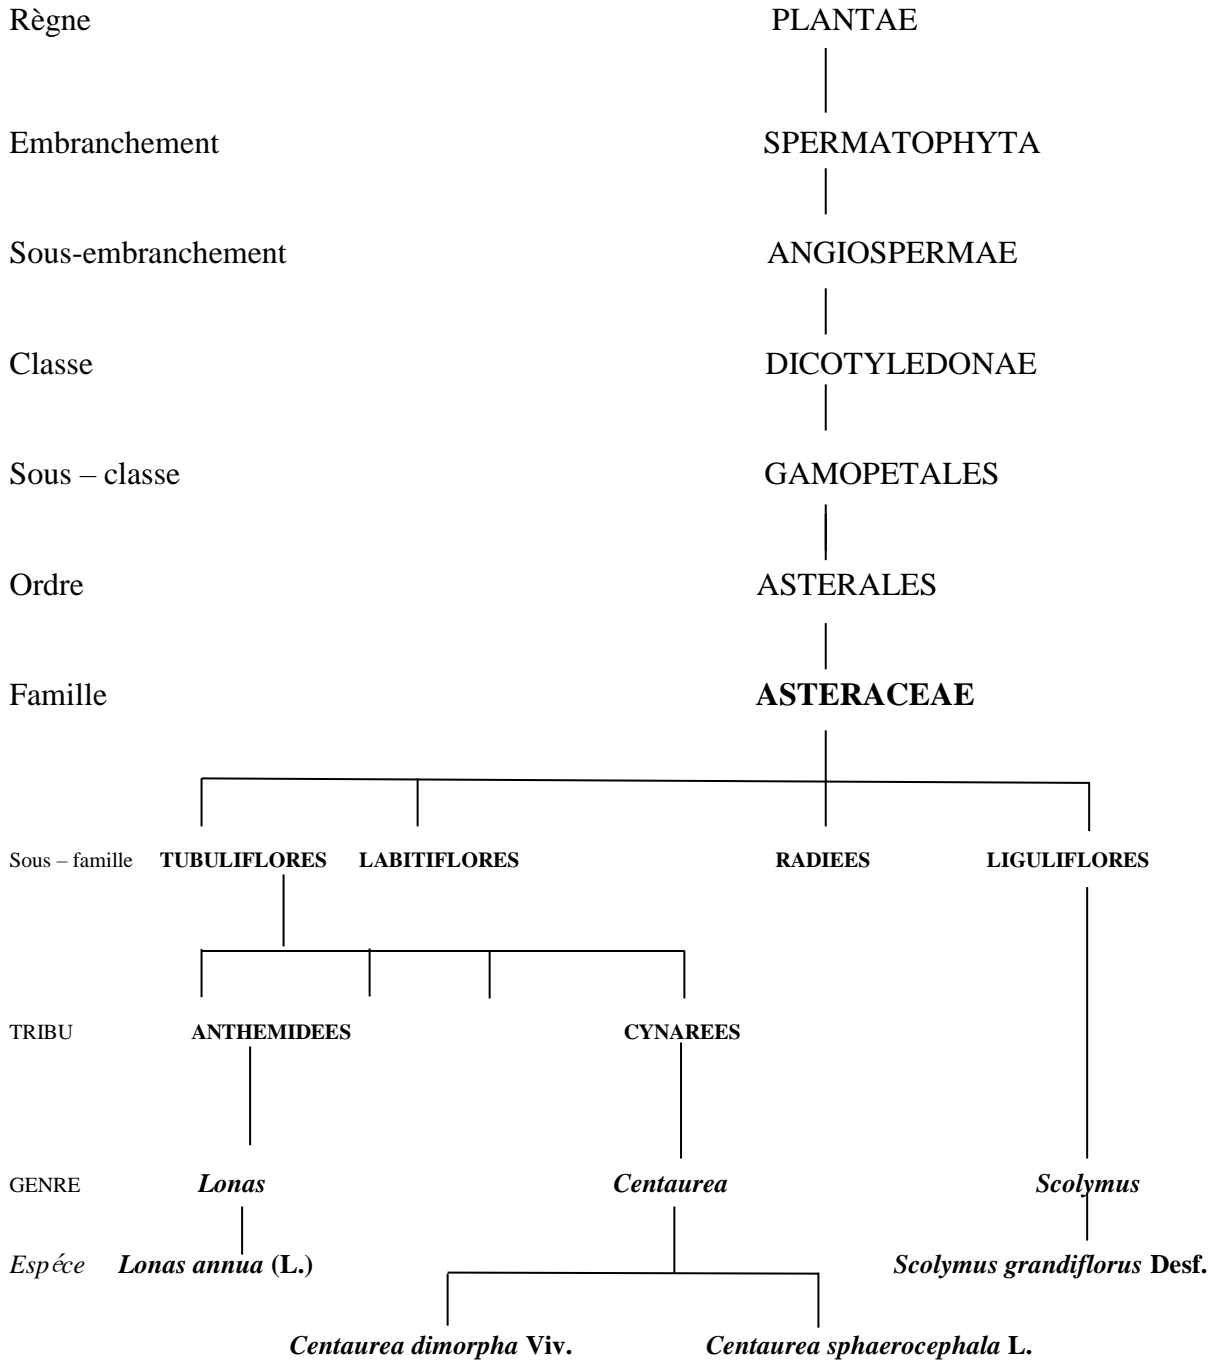 Règne PLANTAE
Embranchement SPERMATOPHYTA
Sous-embranchement ANGIOSPERMAE
Classe DICOTYLEDONAE
Sous – classe GAMOPETALES
Ordre ASTERALES
Famille ASTERACEAE
Sous – famille TUBULIFLORES LABITIFLORES RADIEES LIGULIFLORES
TRIBU ANTHEMIDEES CYNAREES
GENRE Lonas Centaurea Scolymus
Espéce Lonas annua (L.) Scolymus grandiflorus Desf.
Centaurea dimorpha Viv. Centaurea sphaerocephala L.